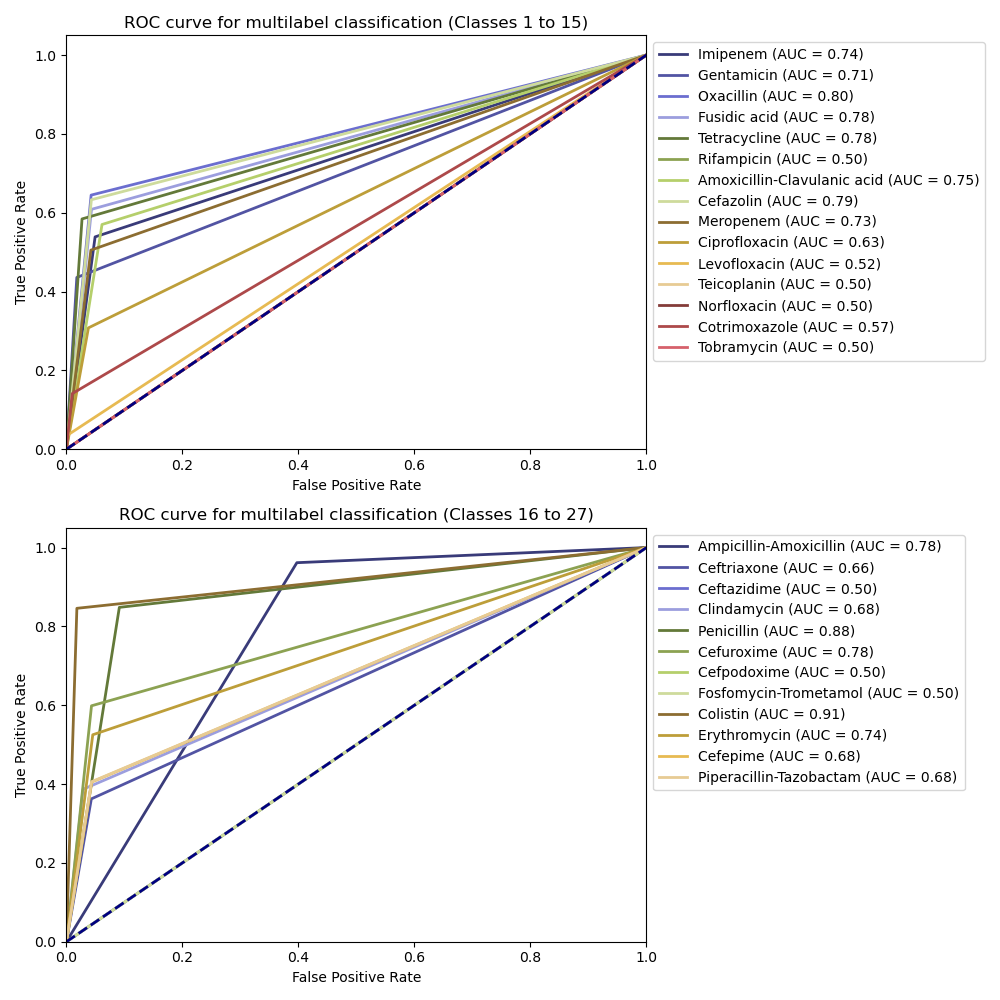 ROC curve for multilabel classification (Classes 1 to 15)
True Positive Rate
1.0
0.8
0.6
0.4
0.2
0.0
0.0 0.2 0.4 0.6 0.8 1.0
False Positive Rate
Imipenem (AUC = 0.74)
Gentamicin (AUC = 0.71)
Oxacillin (AUC = 0.80)
Fusidic acid (AUC = 0.78)
Tetracycline (AUC = 0.78)
Rifampicin (AUC = 0.50)
Amoxicillin-Clavulanic acid (AUC = 0.75)
Cefazolin (AUC = 0.79)
Meropenem (AUC = 0.73)
Ciprofloxacin (AUC = 0.63)
Levofloxacin (AUC = 0.52)
Teicoplanin (AUC = 0.50)
Norfloxacin (AUC = 0.50)
Cotrimoxazole (AUC = 0.57)
Tobramycin (AUC = 0.50)
ROC curve for multilabel classification (Classes 16 to 27)
True Positive Rate
1.0
0.8
0.6
0.4
0.2
0.0
0.0 0.2 0.4 0.6 0.8 1.0
False Positive Rate
Ampicillin-Amoxicillin (AUC = 0.78)
Ceftriaxone (AUC = 0.66)
Ceftazidime (AUC = 0.50)
Clindamycin (AUC = 0.68)
Penicillin (AUC = 0.88)
Cefuroxime (AUC = 0.78)
Cefpodoxime (AUC = 0.50)
Fosfomycin-Trometamol (AUC = 0.50)
Colistin (AUC = 0.91)
Erythromycin (AUC = 0.74)
Cefepime (AUC = 0.68)
Piperacillin-Tazobactam (AUC = 0.68)